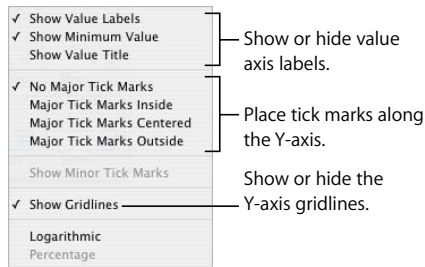 ✓ Show Value Labels
✓ Show Minimum Value
Show Value Title
✓ No Major Tick Marks
Major Tick Marks Inside
Major Tick Marks Centered
Major Tick Marks Outside
Show Minor Tick Marks
✓ Show Gridlines
Logarithmic
Percentage
Show or hide value
axis labels.
Place tick marks along
the Y-axis.
Show or hide the
Y-axis gridlines.